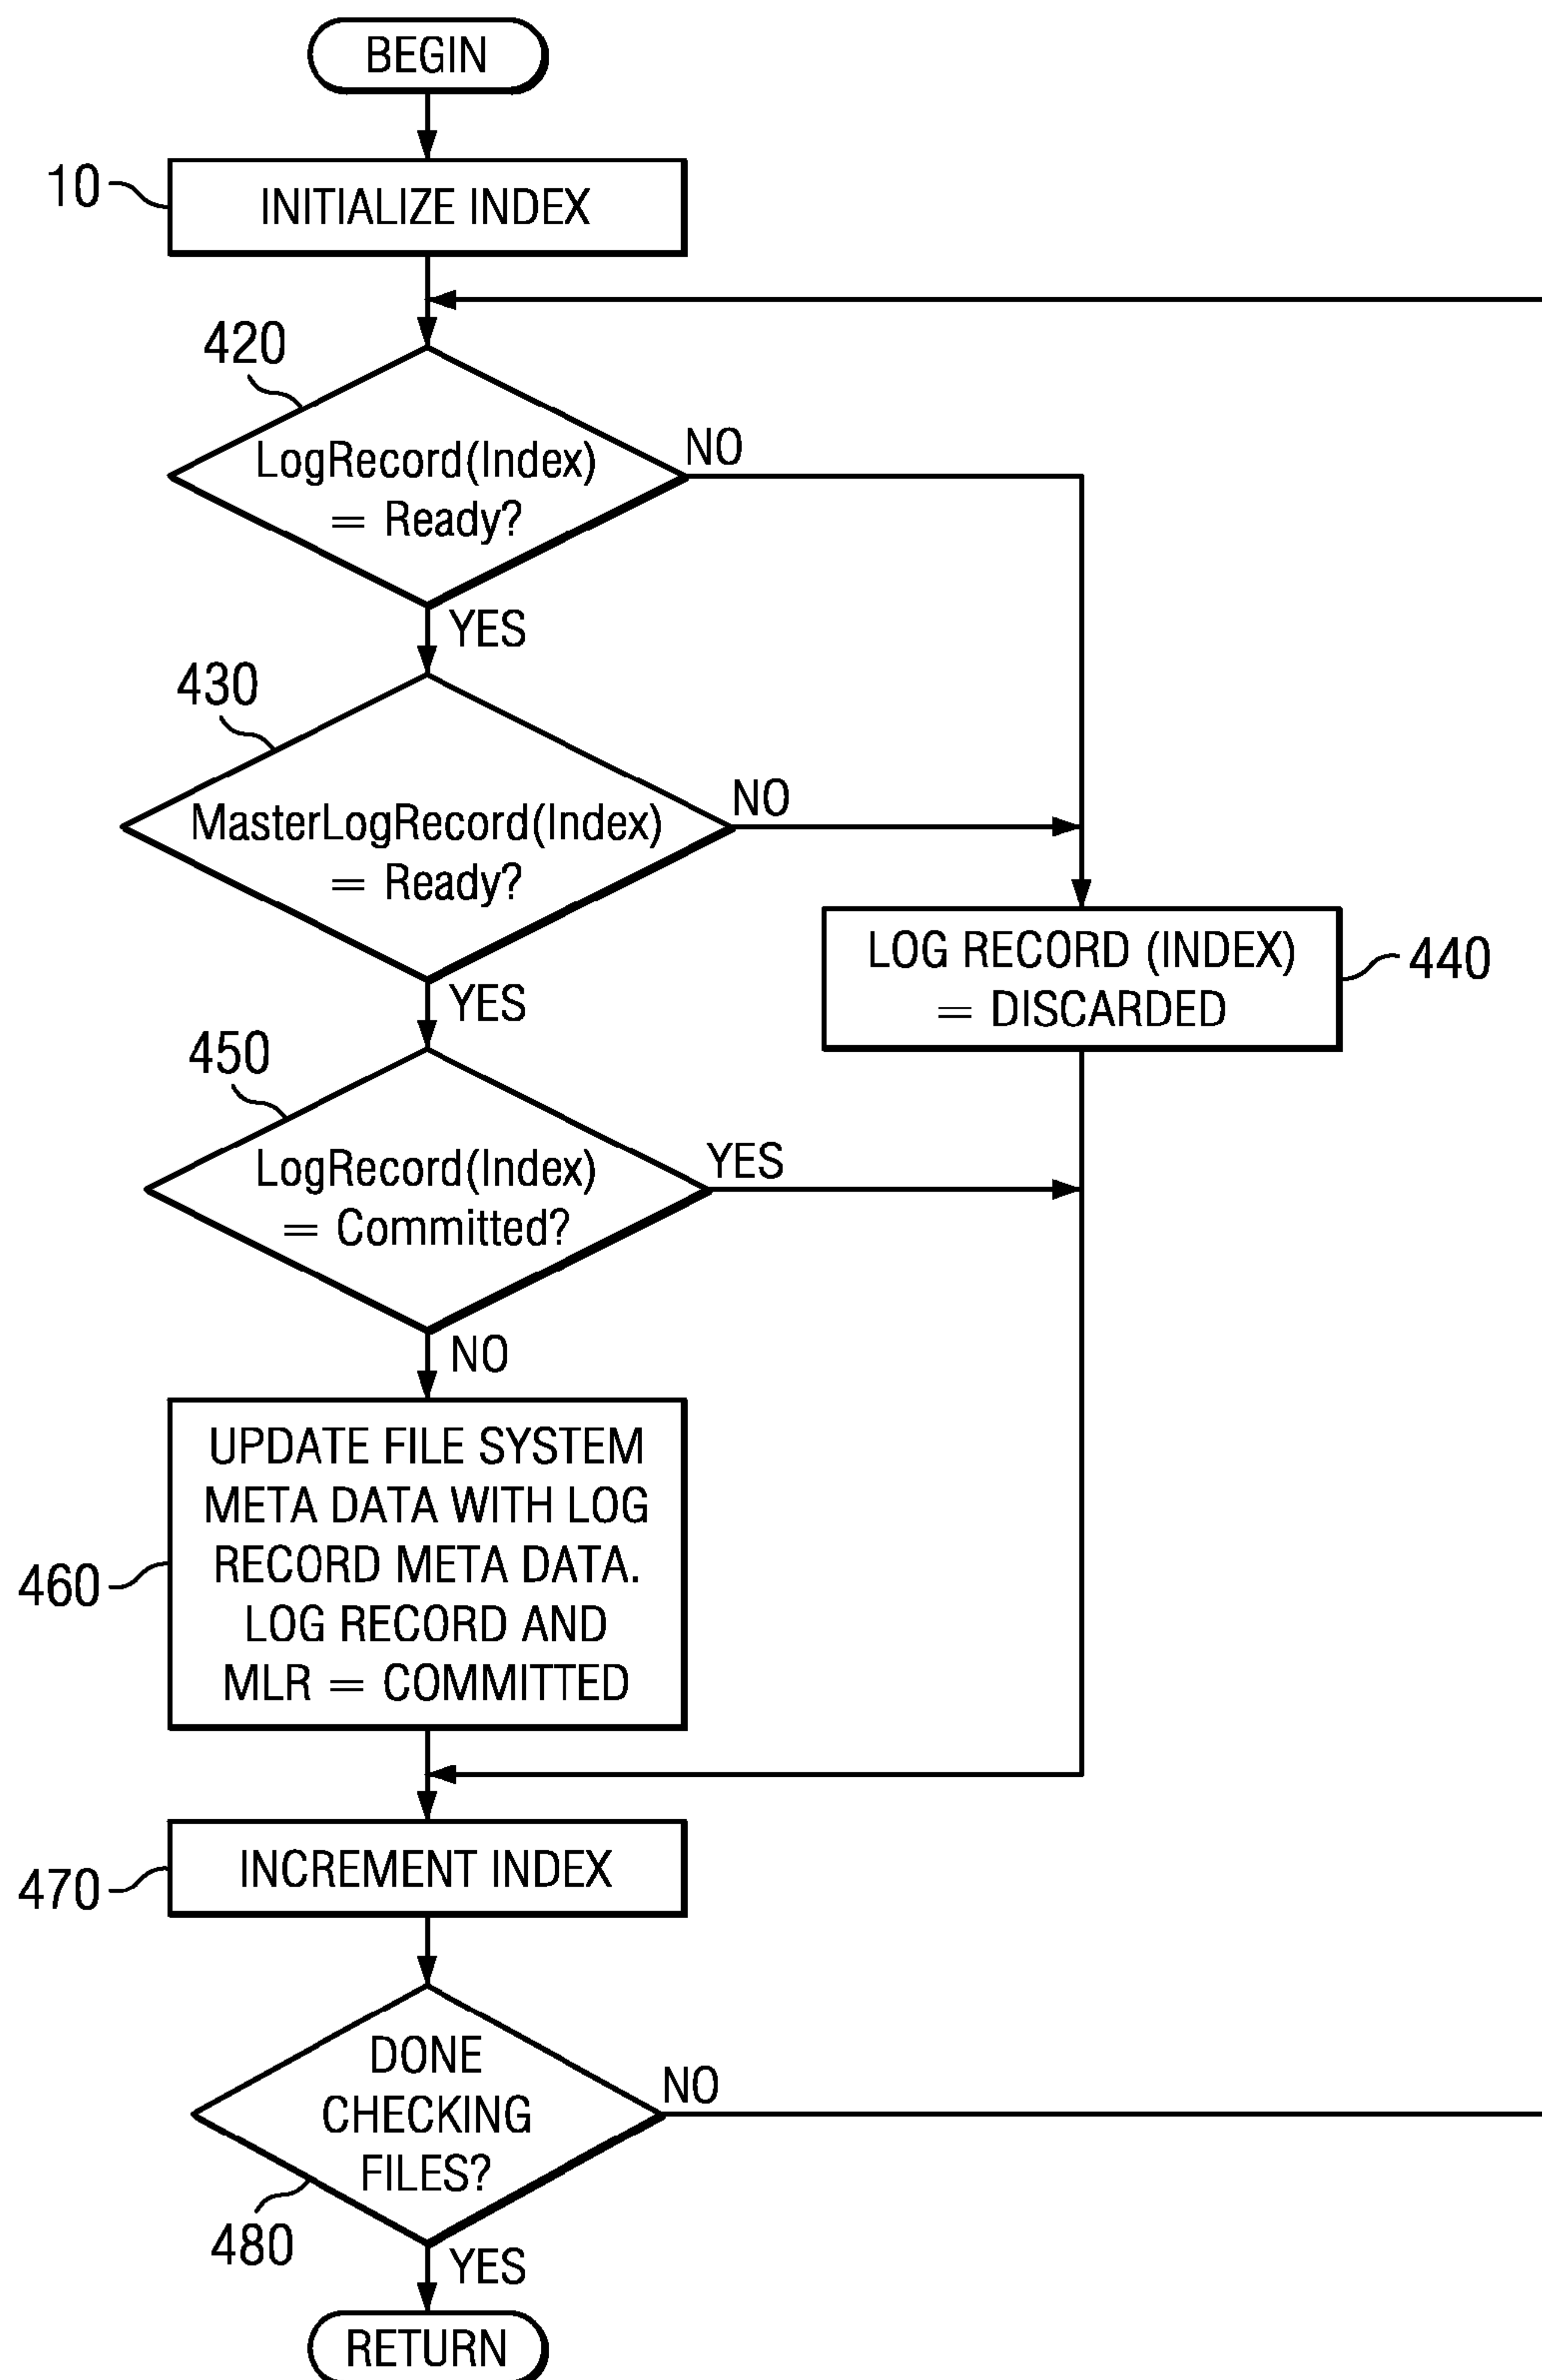 BEGIN
10
INITIALIZE INDEX
420
LogRecord(Index)
= Ready?
NO
YES
430
MasterLogRecord(Index)
= Ready?
NO
YES
LOG RECORD (INDEX)
= DISCARDED
440
450
LogRecord(Index)
= Committed?
YES
NO
460
UPDATE FILE SYSTEM
META DATA WITH LOG
RECORD META DATA.
LOG RECORD AND
MLR = COMMITTED
470
INCREMENT INDEX
DONE
CHECKING
FILES?
NO
480
YES
RETURN